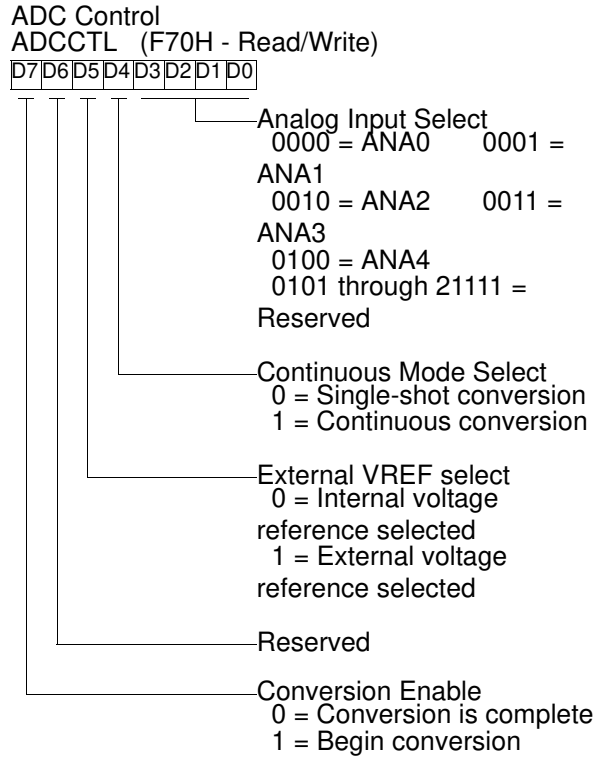 ADC Control
ADCCTL (F70H - Read/Write)
D7 D6 D5 D4 D3 D2 D1 D0
Analog Input Select
0000 = ANA0 0001 =
ANA1
0010 = ANA2 0011 =
ANA3
0100 = ANA4
0101 through 21111 =
Reserved
Continuous Mode Select
0 = Single-shot conversion
1 = Continuous conversion
External VREF select
0 = Internal voltage
reference selected
1 = External voltage
reference selected
Reserved
Conversion Enable
0 = Conversion is complete
1 = Begin conversion